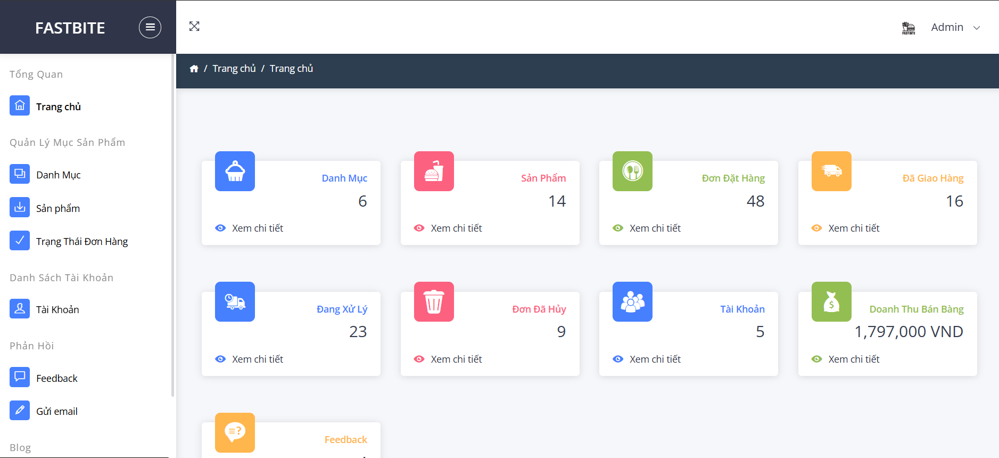 FASTBITE
FAST BITE
Admin
/ Trang chủ / Trang chủ
Tổng Quan
Trang chủ
Quản Lý Mục Sản Phẩm
Danh Mục
Sản phẩm
Trạng Thái Đơn Hàng
Danh Sách Tài Khoản
Tài Khoản
Phản Hồi
Feedback
Gửi email
Blog
Danh Mục
6
Xem chi tiết
Sản Phẩm
14
Xem chi tiết
Đơn Đặt Hàng
48
Xem chi tiết
Đã Giao Hàng
16
Xem chi tiết
Đang Xử Lý
23
Xem chi tiết
Đơn Đã Hủy
9
Xem chi tiết
Tài Khoản
5
Xem chi tiết
$
Doanh Thu Bán Bàng
1,797,000 VND
Xem chi tiết
?
Feedback